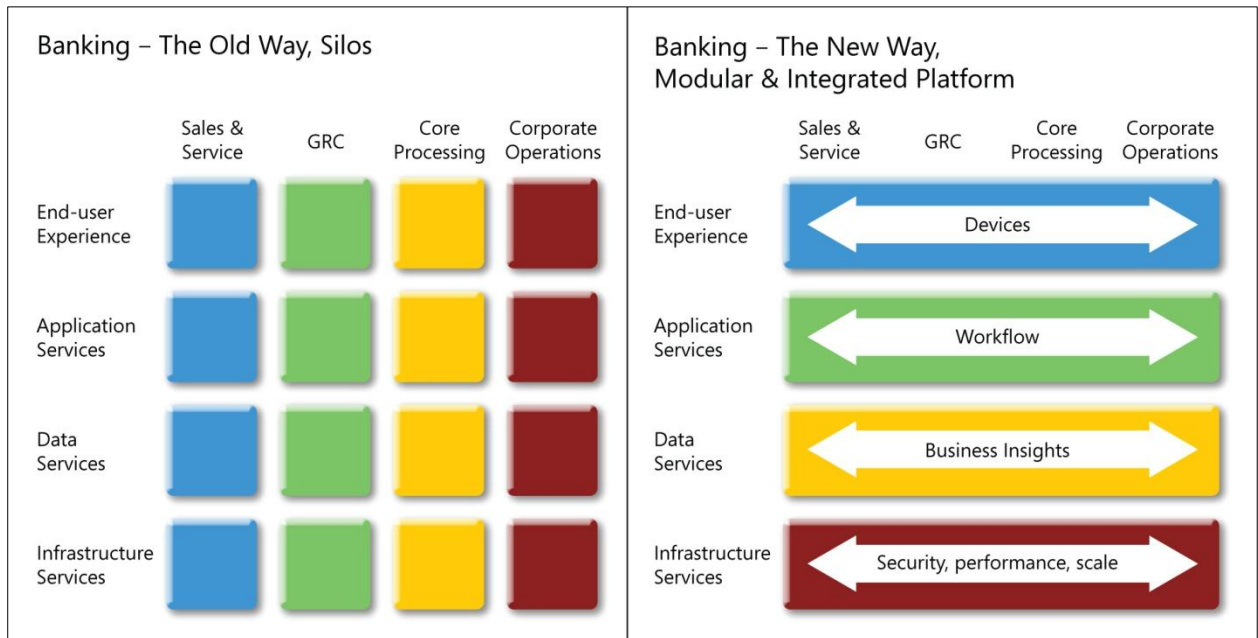 Banking – The Old Way, Silos
Sales &
Service
GRC
Core
Processing
Corporate
Operations
End-user
Experience
Application
Services
Data
Services
Infrastructure
Services
Banking – The New Way,
Modular & Integrated Platform
Sales &
Service
GRC
Core
Processing
Corporate
Operations
End-user
Experience
Devices
Application
Services
Workflow
Data
Services
Business Insights
Infrastructure
Services
Security, performance, scale